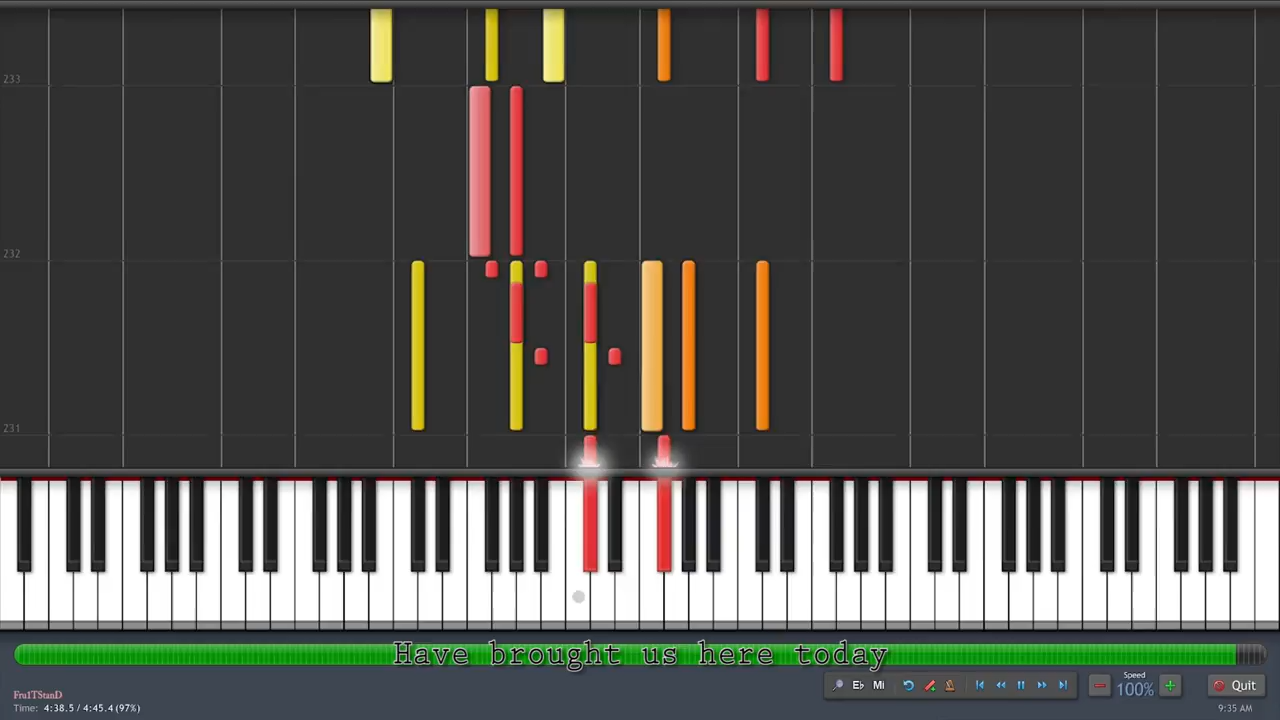 233
232
231
Have brought us here today
Fru1TStanD
Time: 4:38.5 / 4:45.4 (97%)
Eb Mi
Speed
100%
Quit
9:35 AM